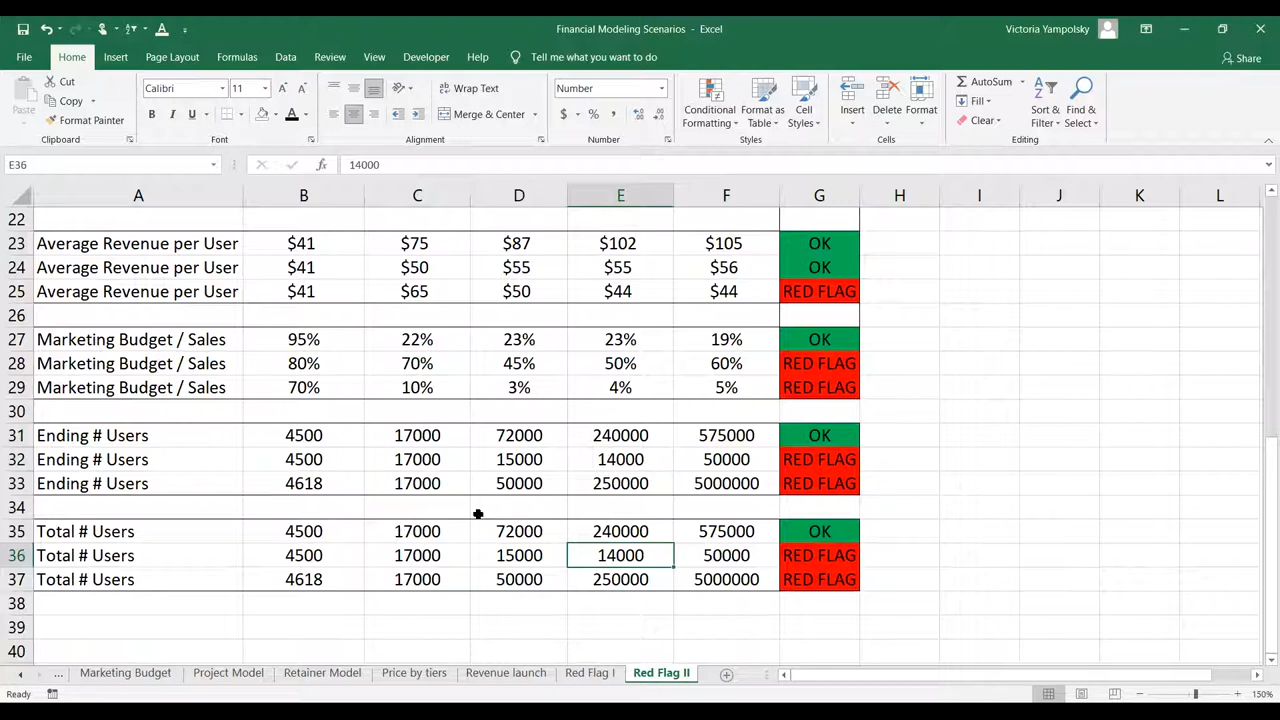 Financial Modeling Scenarios - Excel
Victoria Yampolsky
File Home Insert Page Layout Formulas Data Review View Developer Help Tell me what you want to do Share
Paste Cut Copy Format Painter Clipboard
Calibri 11 B I U A Font
Wrap Text Merge & Center Alignment
Number $ % , Number
Conditional Formatting Format as Table Cell Styles Styles
Insert Delete Format Cells
AutoSum Fill Clear Sort & Filter Find & Select Editing
E36 fx 14000
A B C D E F G H I J K L
22
23 Average Revenue per User $41 $75 $87 $102 $105 OK
24 Average Revenue per User $41 $50 $55 $55 $56 OK
25 Average Revenue per User $41 $65 $50 $44 $44 RED FLAG
26
27 Marketing Budget / Sales 95% 22% 23% 23% 19% OK
28 Marketing Budget / Sales 80% 70% 45% 50% 60% RED FLAG
29 Marketing Budget / Sales 70% 10% 3% 4% 5% RED FLAG
30
31 Ending # Users 4500 17000 72000 240000 575000 OK
32 Ending # Users 4500 17000 15000 14000 50000 RED FLAG
33 Ending # Users 4618 17000 50000 250000 5000000 RED FLAG
34
35 Total # Users 4500 17000 72000 240000 575000 OK
36 Total # Users 4500 17000 15000 14000 50000 RED FLAG
37 Total # Users 4618 17000 50000 250000 5000000 RED FLAG
38
39
40
... Marketing Budget Project Model Retainer Model Price by tiers Revenue launch Red Flag I Red Flag II
Ready 150%